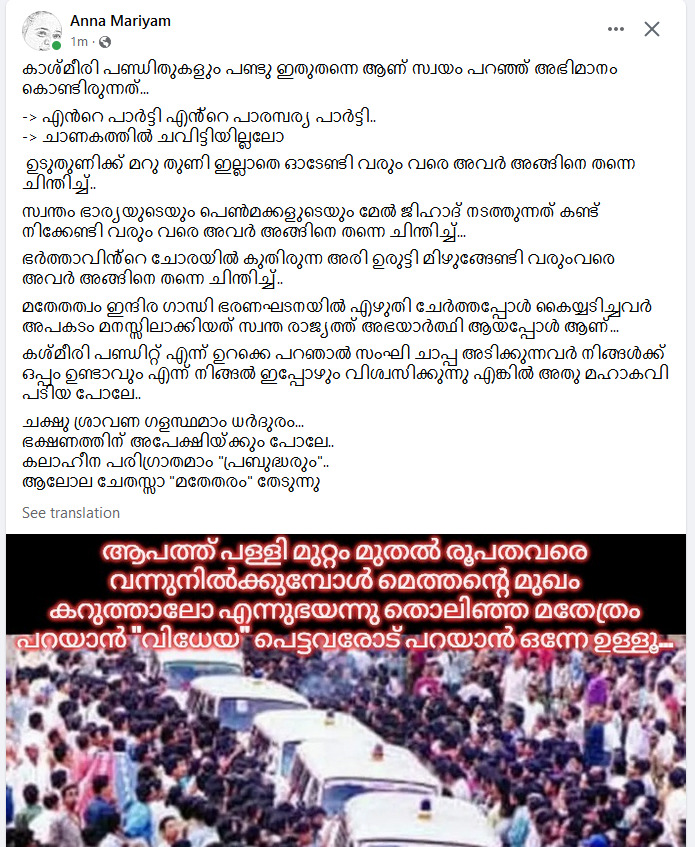 Anna Mariyam
1m
കാശ്മീരി പണ്ഡിതുകളും പണ്ടു ഇതുതന്നെ ആണ് സ്വയം പറഞ്ഞ് അഭിമാനം
കൊണ്ടിരുന്നത്...
-> എൻറെ പാർട്ടി എൻ്റെ പാരമ്പര്യ പാർട്ടി..
-> ചാണകത്തിൽ ചവിട്ടിയില്ലലോ
ഉടുതുണിക്ക് മറു തുണി ഇല്ലാതെ ഓടേണ്ടി വരും വരെ അവർ അങ്ങിനെ തന്നെ
ചിന്തിച്ച്..
സ്വന്തം ഭാര്യയുടെയും പെൺമക്കളുടെയും മേൽ ജിഹാദ് നടത്തുന്നത് കണ്ട്
നിക്കേണ്ടി വരും വരെ അവർ അങ്ങിനെ തന്നെ ചിന്തിച്ച്...
ഭർത്താവിൻ്റെ ചോരയിൽ കുതിരുന്ന അരി ഉരുട്ടി മിഴുങ്ങേണ്ടി വരുംവരെ
അവർ അങ്ങിനെ തന്നെ ചിന്തിച്ച്..
മതേതത്വം ഇന്ദിര ഗാന്ധി ഭരണഘടനയിൽ എഴുതി ചേർത്തപ്പോൾ കൈയ്യടിച്ചവർ
അപകടം മനസ്സിലാക്കിയത് സ്വന്ത രാജ്യത്ത് അഭയാർത്ഥി ആയപ്പോൾ ആണ്...
കശ്മീരി പണ്ഡിറ്റ് എന്ന് ഉറക്കെ പറഞാൽ സംഘി ചാപ്പ അടിക്കുന്നവർ നിങ്ങൾക്ക്
ഒപ്പം ഉണ്ടാവും എന്ന് നിങ്ങൽ ഇപ്പോഴും വിശ്വസിക്കുന്നു എങ്കിൽ അതു മഹാകവി
പടിയ പോലേ..
ചക്ഷു ശ്രാവണ ഗളസ്ഥമാം ധർദുരം...
ഭക്ഷണത്തിന് അപേക്ഷിയ്ക്കും പോലേ..
കലാഹീന പരിഗ്രാതമാം "പ്രബുദ്ധരും"..
ആലോല ചേതസ്സാ "മതേതരം" തേടുന്നു
See translation
ആപത്ത് പള്ളി മുറ്റം മുതൽ രൂപതവരെ
വന്നുനിൽക്കുമ്പോൾ മെത്തന്റെ മുഖം
കറുത്താലോ എന്നുഭയന്നു തൊലിഞ്ഞ മതേത്രം
പറയാൻ "വിധേയ" പെട്ടവരോട് പറയാൻ ഒന്നേ ഉള്ളൂ...